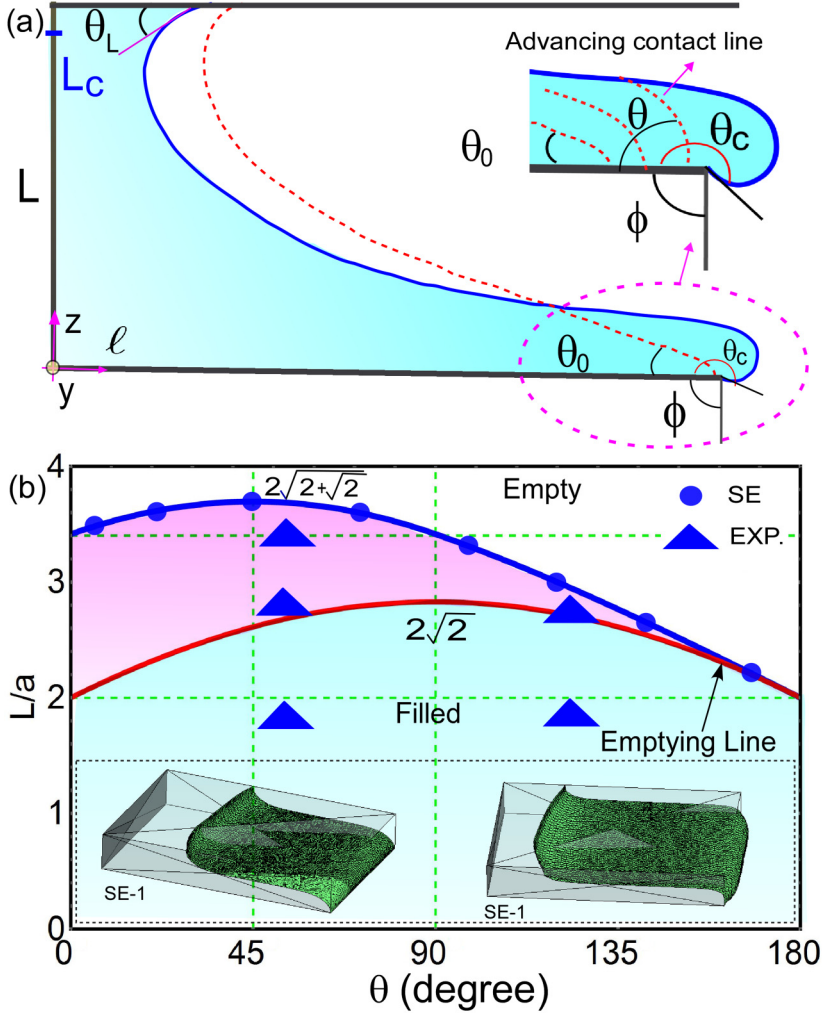 (a)
θL
LC
L
z
ℓ
y
Advancing contact line
θ
θC
θ0
ϕ
θ0
θC
ϕ
(b)
4
3
2
1
0
L/a
2√2+√2
Empty
SE
EXP.
2√2
Filled
Emptying Line
SE-1
SE-1
0
45
90
135
180
θ (degree)